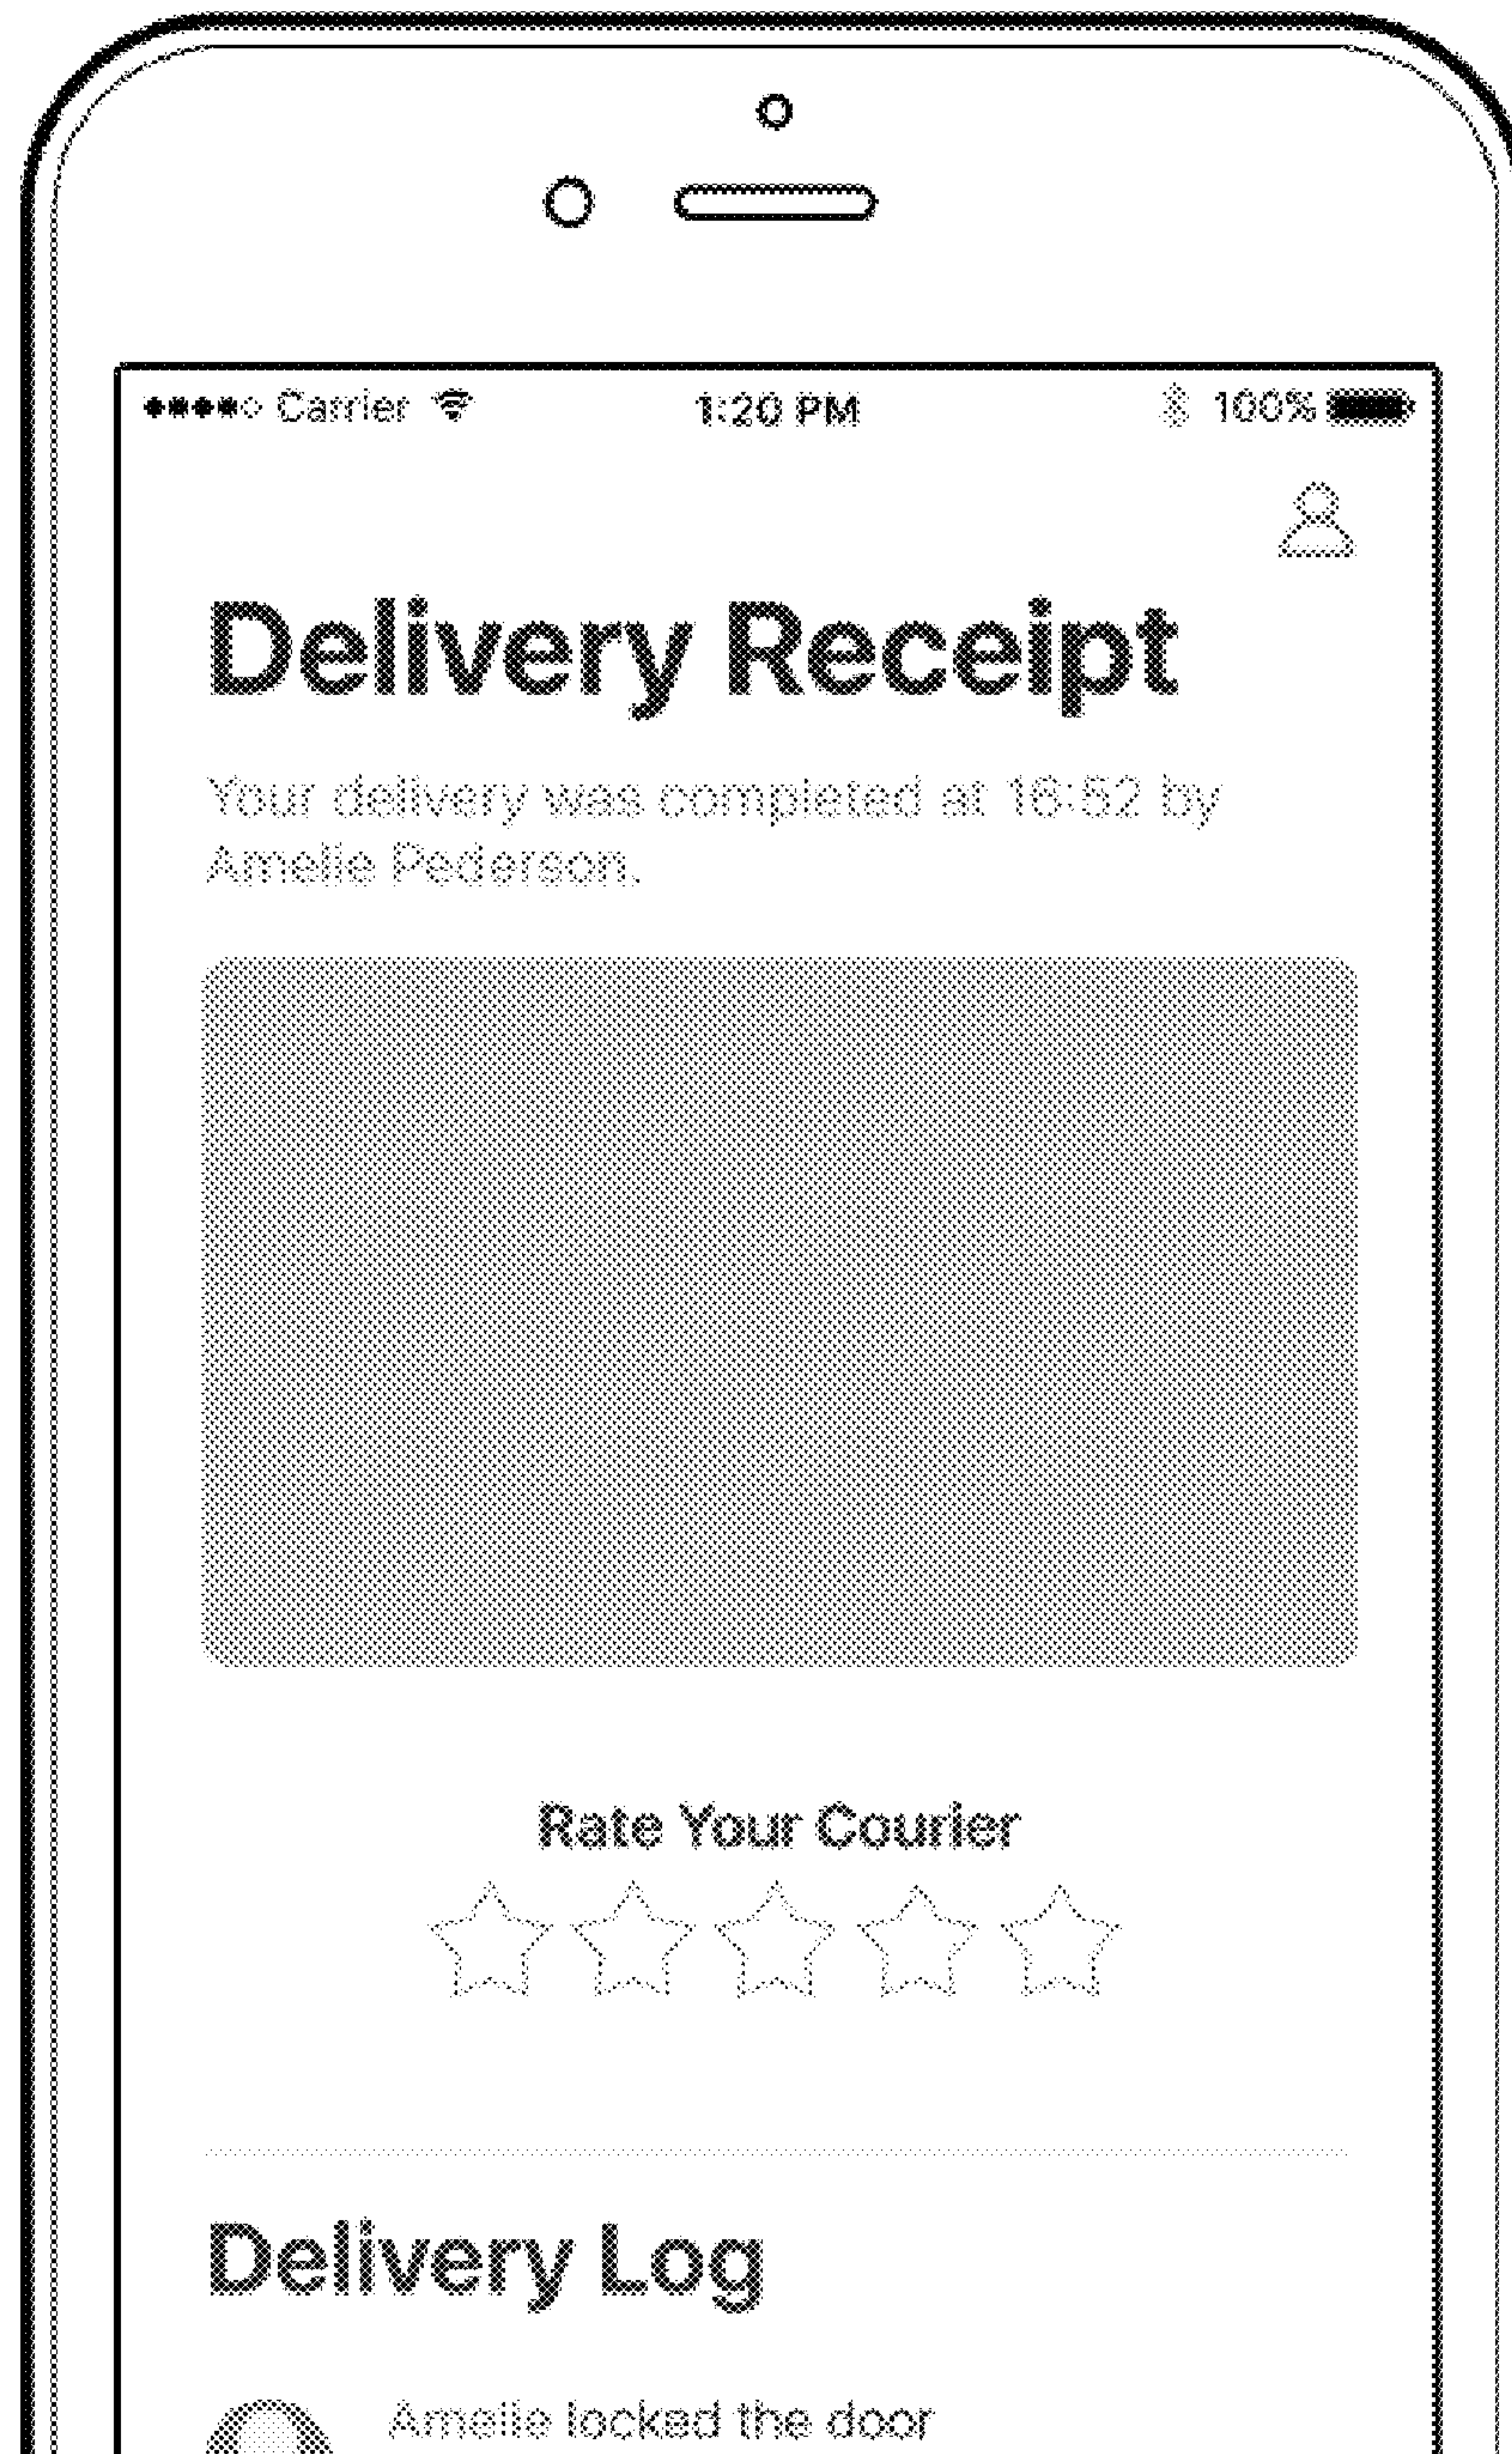 Carrier 1:20 PM 100%
Delivery Receipt
Your delivery was completed at 16:52 by
Amelie Pederson.
Rate Your Courier
Delivery Log
Amelie locked the door